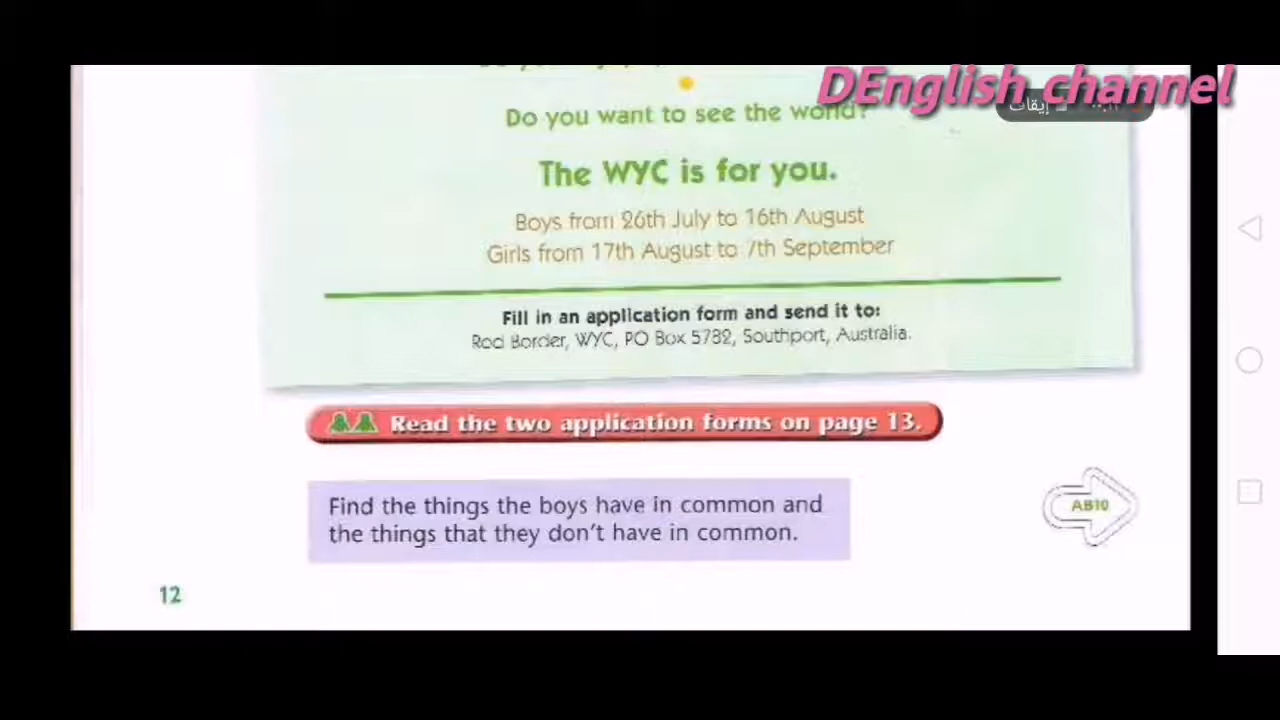 DEnglish channel
إيقاف
Do you want to see the world?
The WYC is for you.
Boys from 26th July to 16th August
Girls from 17th August to 7th September
Fill in an application form and send it to:
Rod Border, WYC, PO Box 5782, Southport, Australia.
Read the two application forms on page 13.
Find the things the boys have in common and
the things that they don't have in common.
AB10
12